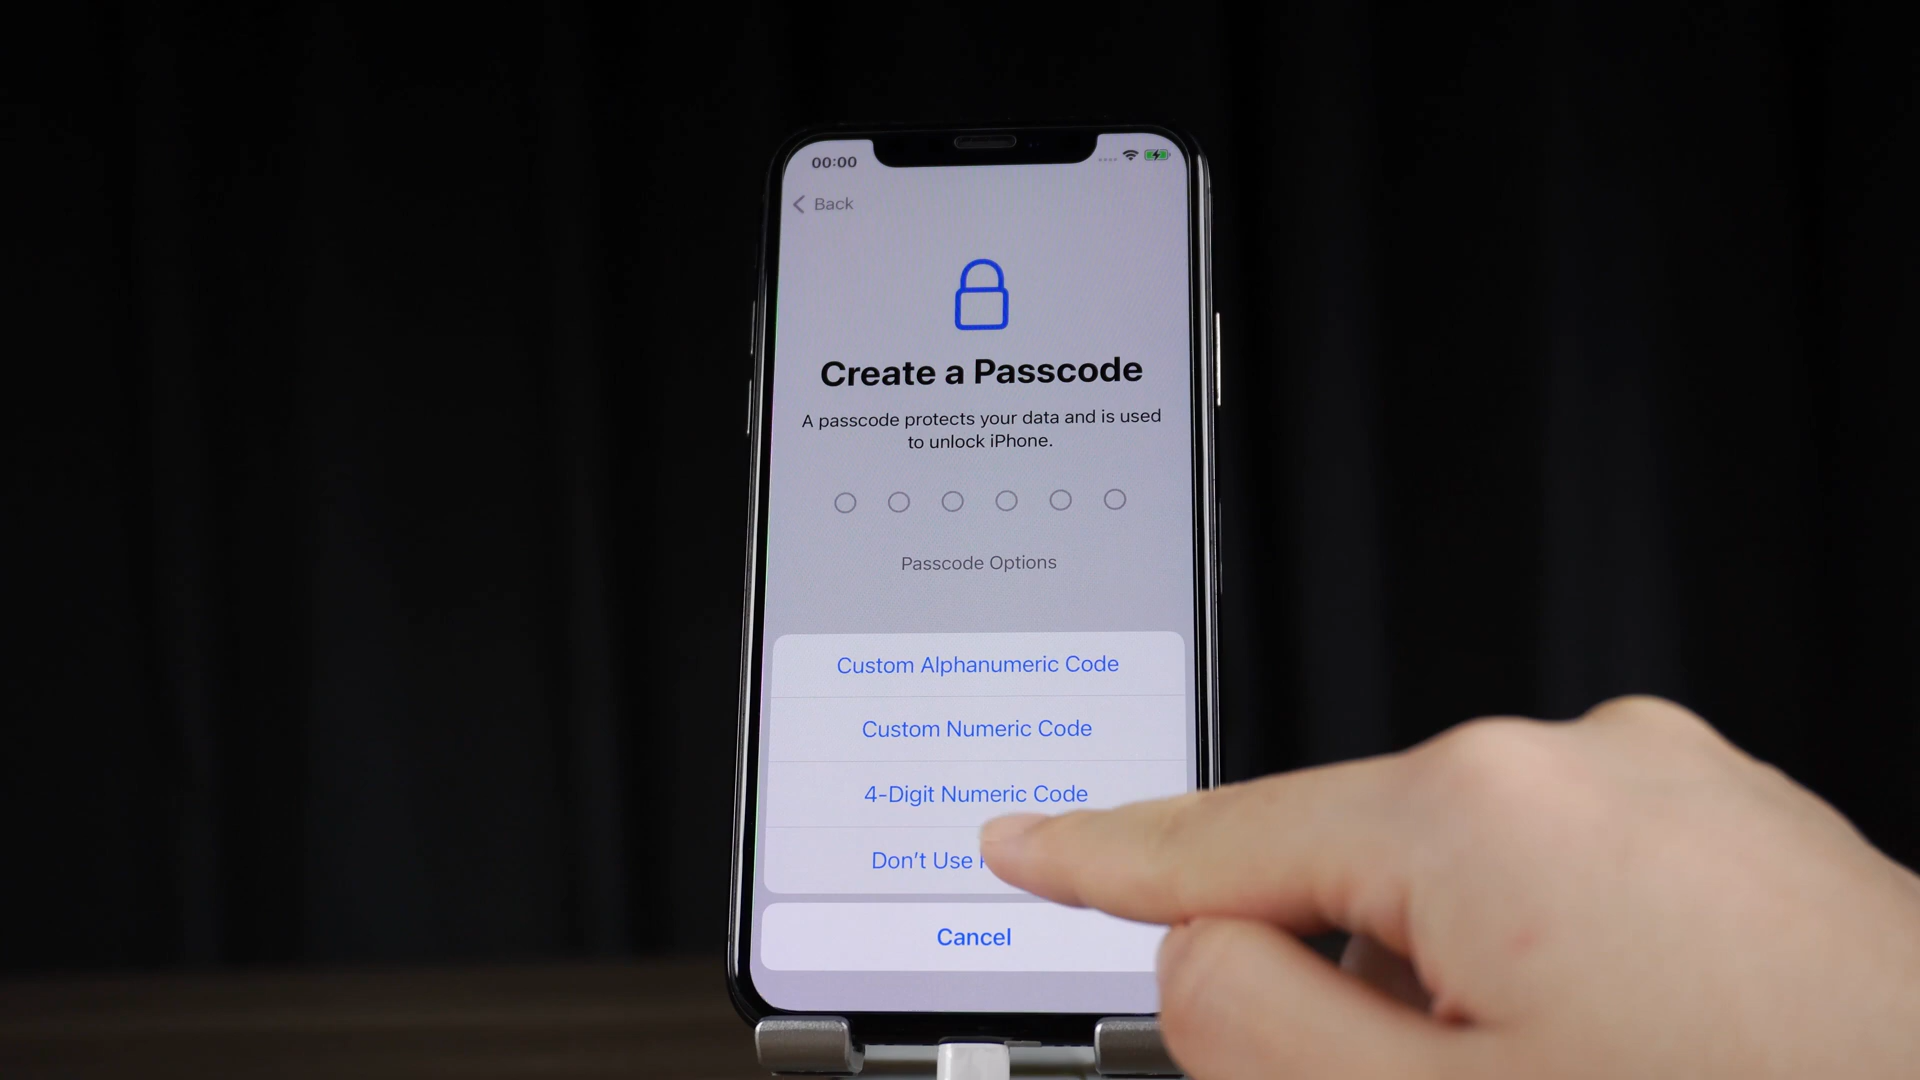 00:00
Back
Create a Passcode
A passcode protects your data and is used
to unlock iPhone.
Passcode Options
Custom Alphanumeric Code
Custom Numeric Code
4-Digit Numeric Code
Don’t Use
Cancel